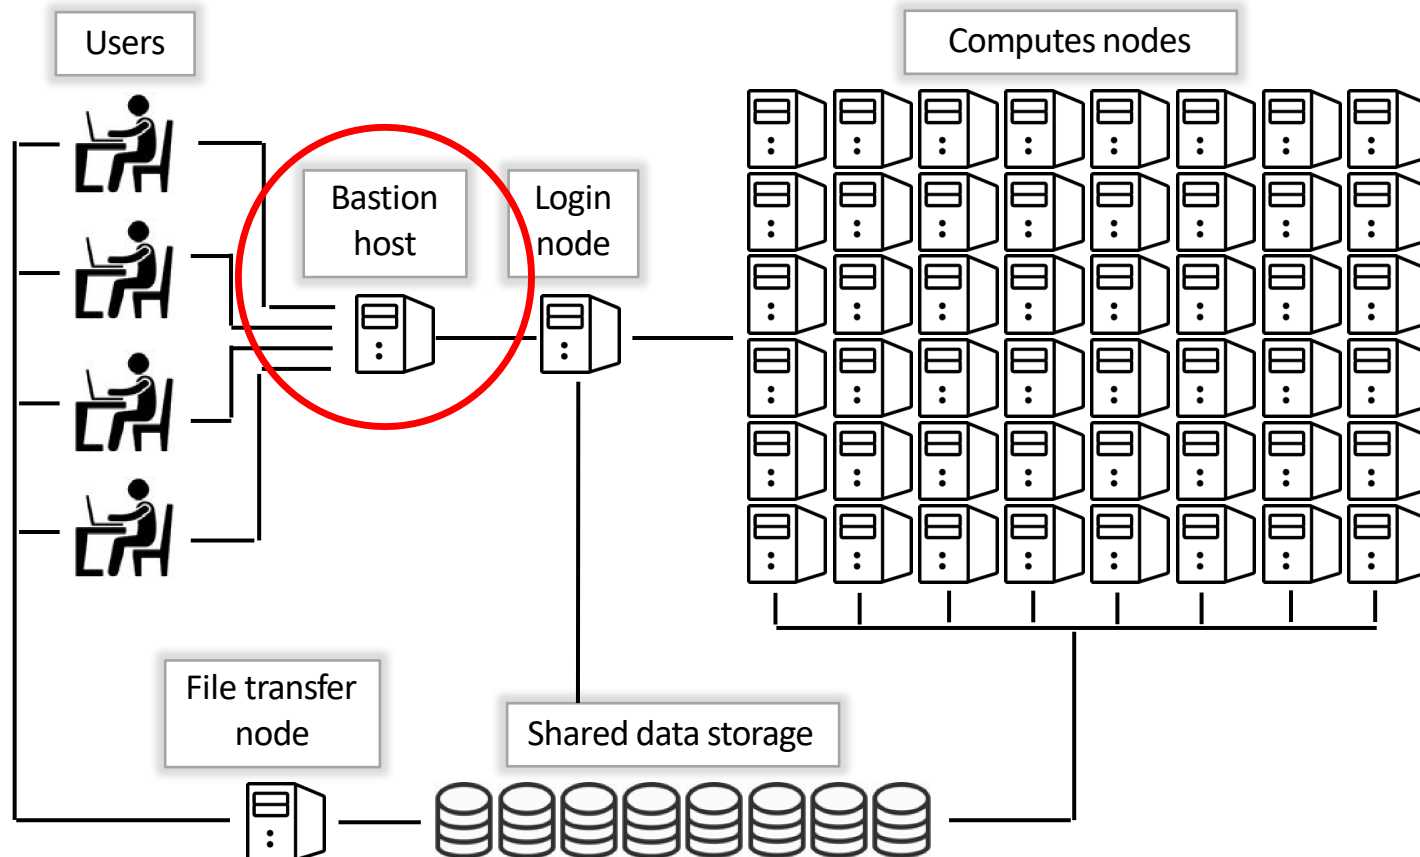 Users
Computes nodes
Bastion
host
Login
node
File transfer
node
Shared data storage